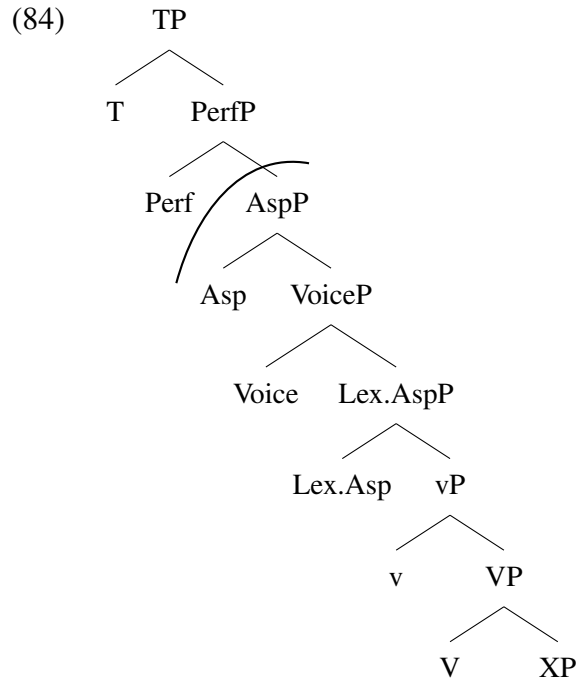 (84) TP
T PerfP
Perf AspP
Asp VoiceP
Voice Lex.AspP
Lex.Asp vP
v VP
V XP